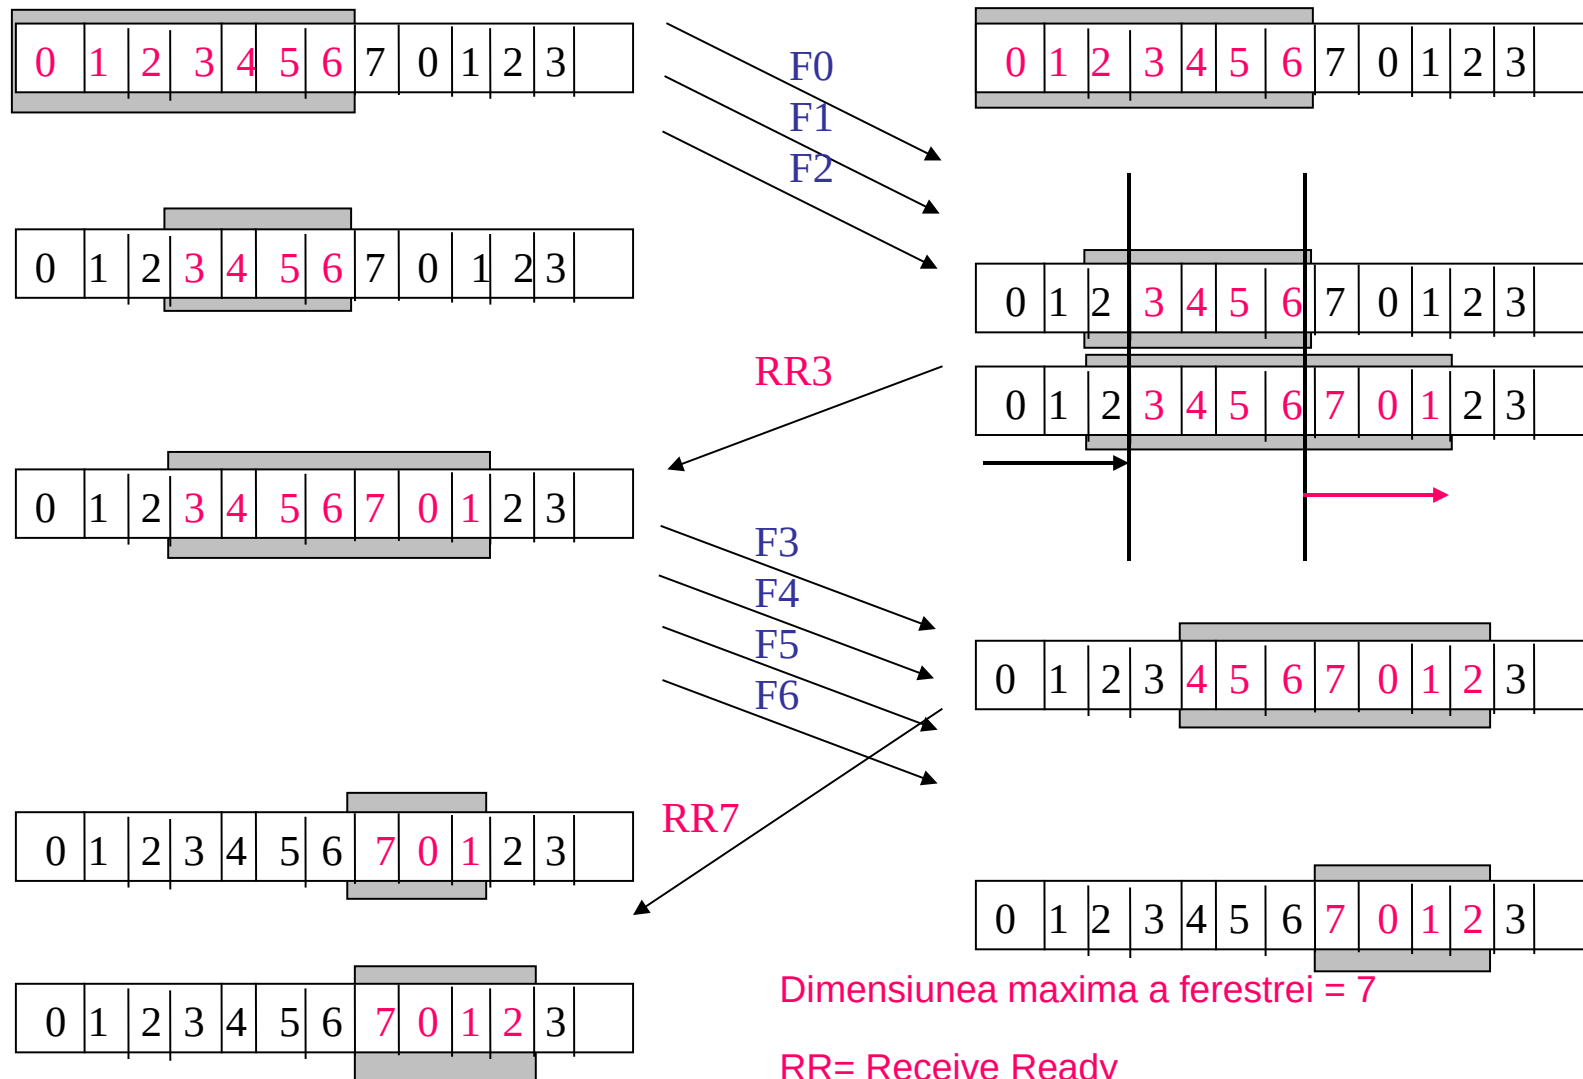 0 1 2 3 4 5 6 7 0 1 2 3
0 1 2 3 4 5 6 7 0 1 2 3
F0
F1
F2
0 1 2 3 4 5 6 7 0 1 2 3
0 1 2 3 4 5 6 7 0 1 2 3
RR3
0 1 2 3 4 5 6 7 0 1 2 3
0 1 2 3 4 5 6 7 0 1 2 3
F3
F4
F5
F6
0 1 2 3 4 5 6 7 0 1 2 3
RR7
0 1 2 3 4 5 6 7 0 1 2 3
0 1 2 3 4 5 6 7 0 1 2 3
Dimensiunea maxima a ferestrei = 7
0 1 2 3 4 5 6 7 0 1 2 3
RR= Receive Ready